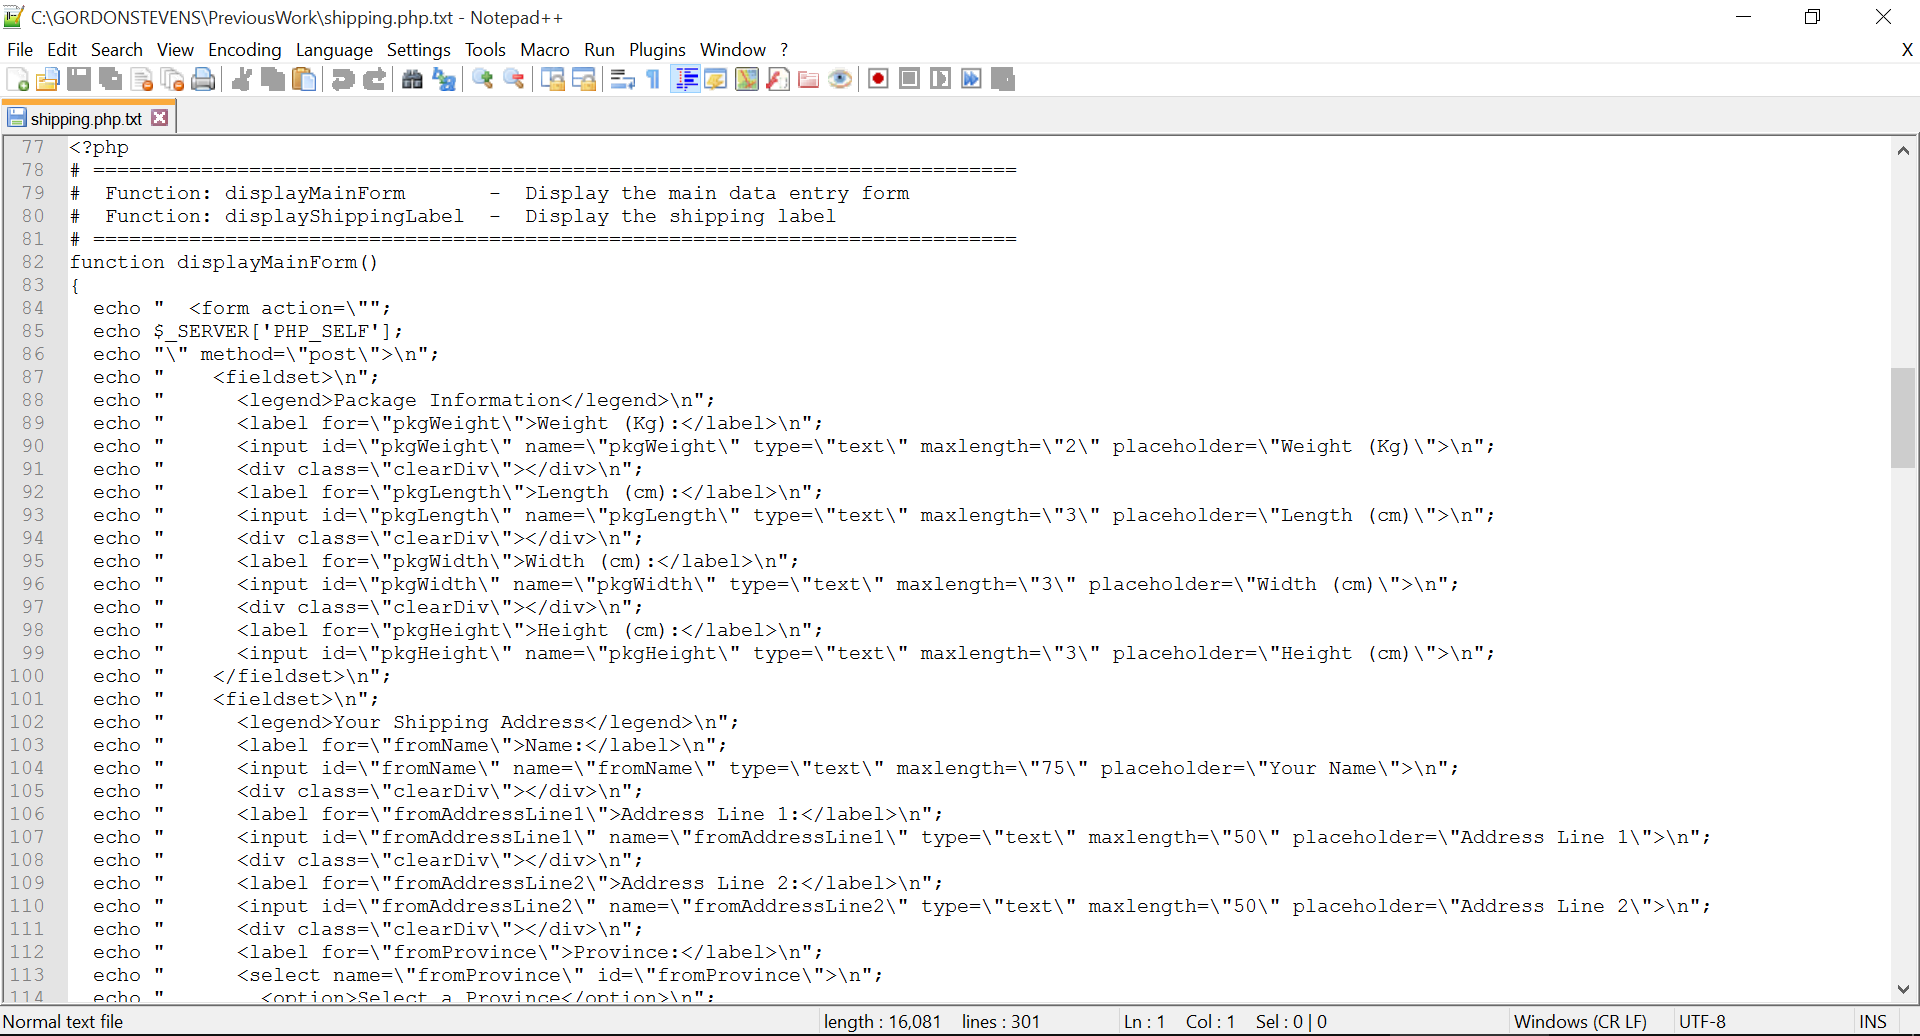 C:\GORDONSTEVENS\PreviousWork\shipping.php.txt - Notepad++
File Edit Search View Encoding Language Settings Tools Macro Run Plugins Window ? X
shipping.php.txt
77 <?php
78 # =============================================================================
79 #  Function: displayMainForm       -  Display the main data entry form
80 #  Function: displayShippingLabel  -  Display the shipping label
81 # =============================================================================
82 function displayMainForm()
83 {
84   echo "  <form action=\"";
85   echo $_SERVER['PHP_SELF'];
86   echo "\" method=\"post\">\n";
87   echo "    <fieldset>\n";
88   echo "      <legend>Package Information</legend>\n";
89   echo "      <label for=\"pkgWeight\">Weight (Kg):</label>\n";
90   echo "      <input id=\"pkgWeight\" name=\"pkgWeight\" type=\"text\" maxlength=\"2\" placeholder=\"Weight (Kg)\">\n";
91   echo "      <div class=\"clearDiv\"></div>\n";
92   echo "      <label for=\"pkgLength\">Length (cm):</label>\n";
93   echo "      <input id=\"pkgLength\" name=\"pkgLength\" type=\"text\" maxlength=\"3\" placeholder=\"Length (cm)\">\n";
94   echo "      <div class=\"clearDiv\"></div>\n";
95   echo "      <label for=\"pkgWidth\">Width (cm):</label>\n";
96   echo "      <input id=\"pkgWidth\" name=\"pkgWidth\" type=\"text\" maxlength=\"3\" placeholder=\"Width (cm)\">\n";
97   echo "      <div class=\"clearDiv\"></div>\n";
98   echo "      <label for=\"pkgHeight\">Height (cm):</label>\n";
99   echo "      <input id=\"pkgHeight\" name=\"pkgHeight\" type=\"text\" maxlength=\"3\" placeholder=\"Height (cm)\">\n";
100   echo "    </fieldset>\n";
101   echo "    <fieldset>\n";
102   echo "      <legend>Your Shipping Address</legend>\n";
103   echo "      <label for=\"fromName\">Name:</label>\n";
104   echo "      <input id=\"fromName\" name=\"fromName\" type=\"text\" maxlength=\"75\" placeholder=\"Your Name\">\n";
105   echo "      <div class=\"clearDiv\"></div>\n";
106   echo "      <label for=\"fromAddressLine1\">Address Line 1:</label>\n";
107   echo "      <input id=\"fromAddressLine1\" name=\"fromAddressLine1\" type=\"text\" maxlength=\"50\" placeholder=\"Address Line 1\">\n";
108   echo "      <div class=\"clearDiv\"></div>\n";
109   echo "      <label for=\"fromAddressLine2\">Address Line 2:</label>\n";
110   echo "      <input id=\"fromAddressLine2\" name=\"fromAddressLine2\" type=\"text\" maxlength=\"50\" placeholder=\"Address Line 2\">\n";
111   echo "      <div class=\"clearDiv\"></div>\n";
112   echo "      <label for=\"fromProvince\">Province:</label>\n";
113   echo "      <select name=\"fromProvince\" id=\"fromProvince\">\n";
114   echo "        <option>Select a Province</option>\n";
Normal text file length : 16,081 lines : 301 Ln : 1 Col : 1 Sel : 0 | 0 Windows (CR LF) UTF-8 INS